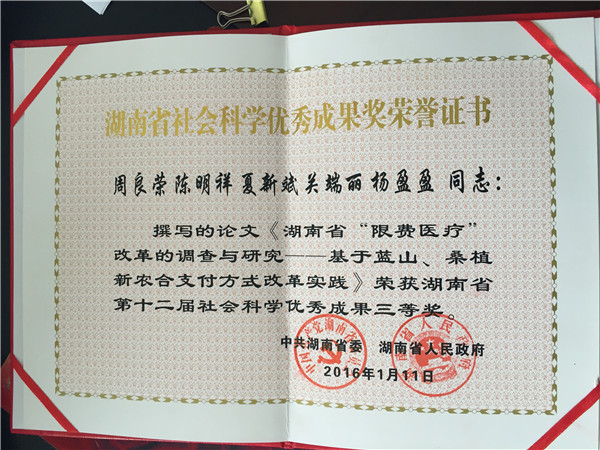 湖南省社会科学优秀成果奖荣誉证书
周良荣陈明祥夏新斌关瑞丽杨盈盈 同志：
撰写的论文《湖南省“限费医疗”
改革的调查与研究——基于蓝山、桑植
新农合支付方式改革实践》荣获湖南省
第十二届社会科学优秀成果三等奖。
中共湖南省委 湖南省人民政府
2016年1月11日